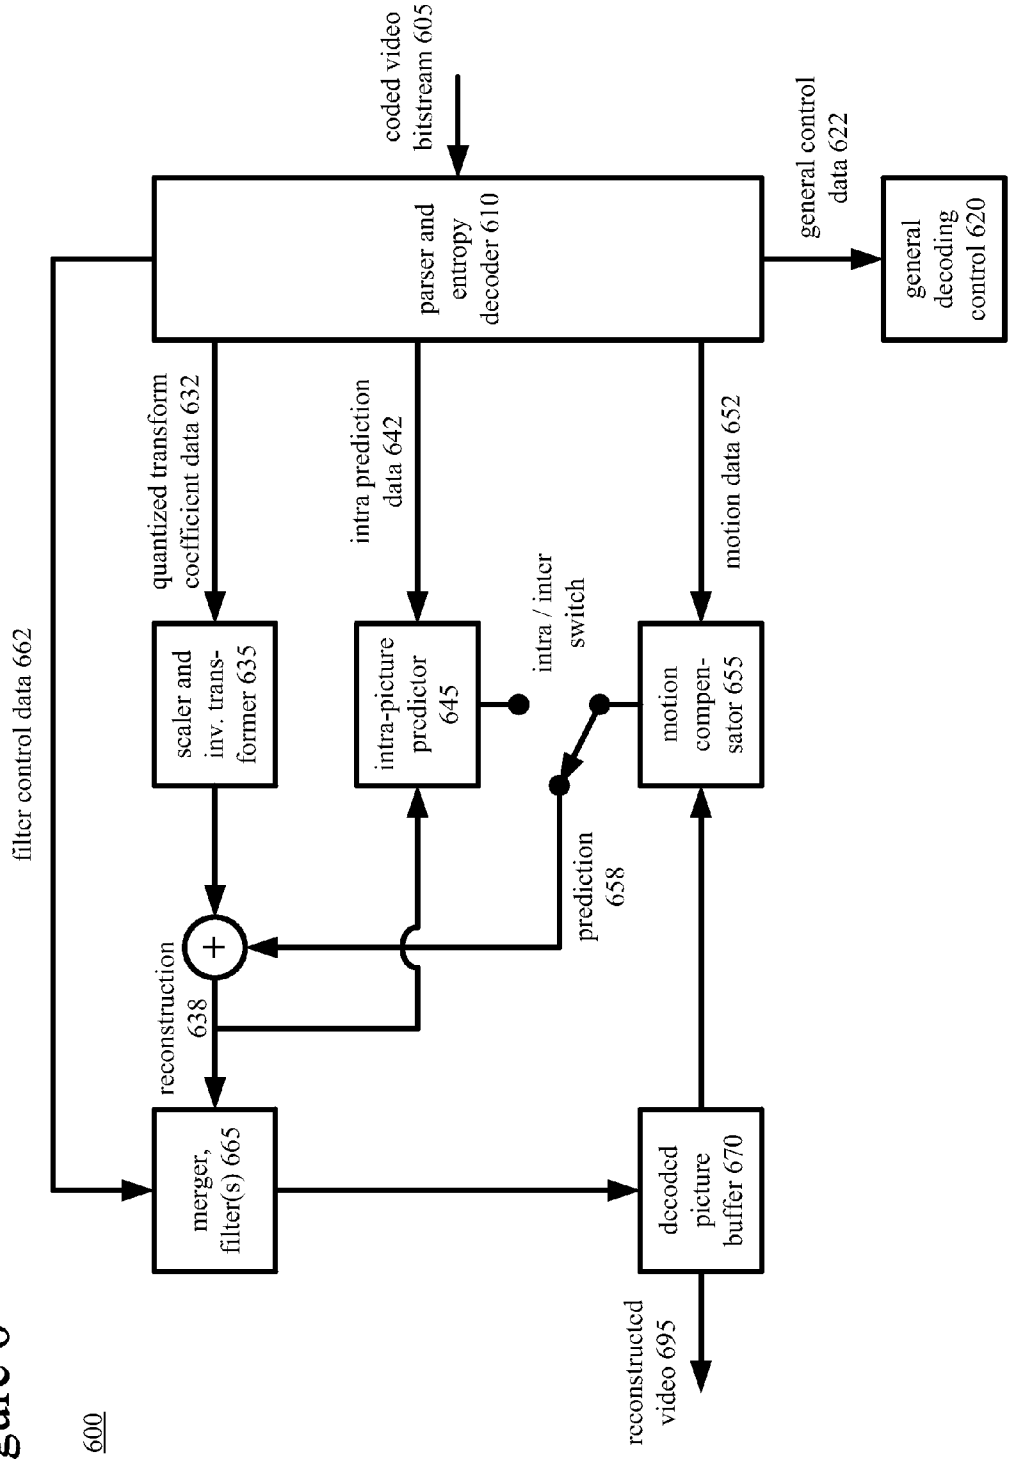 600
filter control data 662
quantized transform
coefficient data 632
intra prediction
data 642
motion data 652
coded video
bitstream 605
parser and
entropy
decoder 610
general control
data 622
general
decoding
control 620
scaler and
inv. trans-
former 635
intra-picture
predictor
645
intra / inter
switch
motion
compen-
sator 655
+
prediction
658
reconstruction
638
merger,
filter(s) 665
decoded
picture
buffer 670
reconstructed
video 695